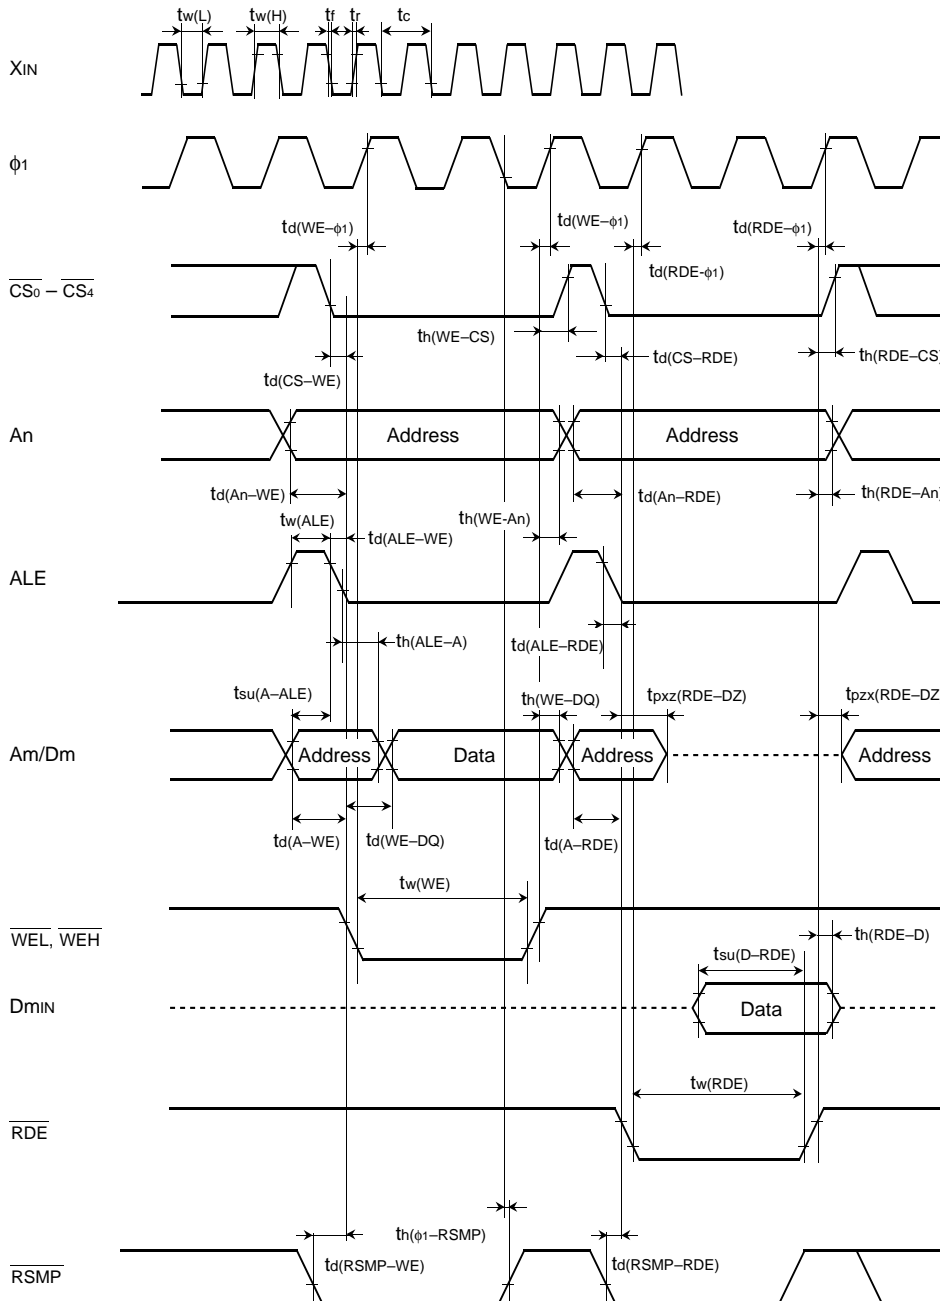 tw(L) tw(H) tf tr tc
XIN
ϕ1
td(WE–ϕ1) td(WE–ϕ1) td(RDE–ϕ1)
td(RDE-ϕ1)
CS0 – CS4
th(WE–CS) td(CS–RDE) th(RDE–CS)
td(CS–WE)
An Address Address
td(An–WE) td(An–RDE) th(RDE–An)
tw(ALE) th(WE-An)
td(ALE–WE)
ALE
th(ALE–A) td(ALE–RDE)
tsu(A–ALE) th(WE–DQ) tpxz(RDE–DZ) tpzx(RDE–DZ
Am/Dm Address Data Address Address
td(A–WE) td(WE–DQ) td(A–RDE)
tw(WE)
WEL, WEH th(RDE–D)
tsu(D–RDE)
DmIN Data
tw(RDE)
RDE
th(ϕ1–RSMP)
td(RSMP–WE) td(RSMP–RDE)
RSMP